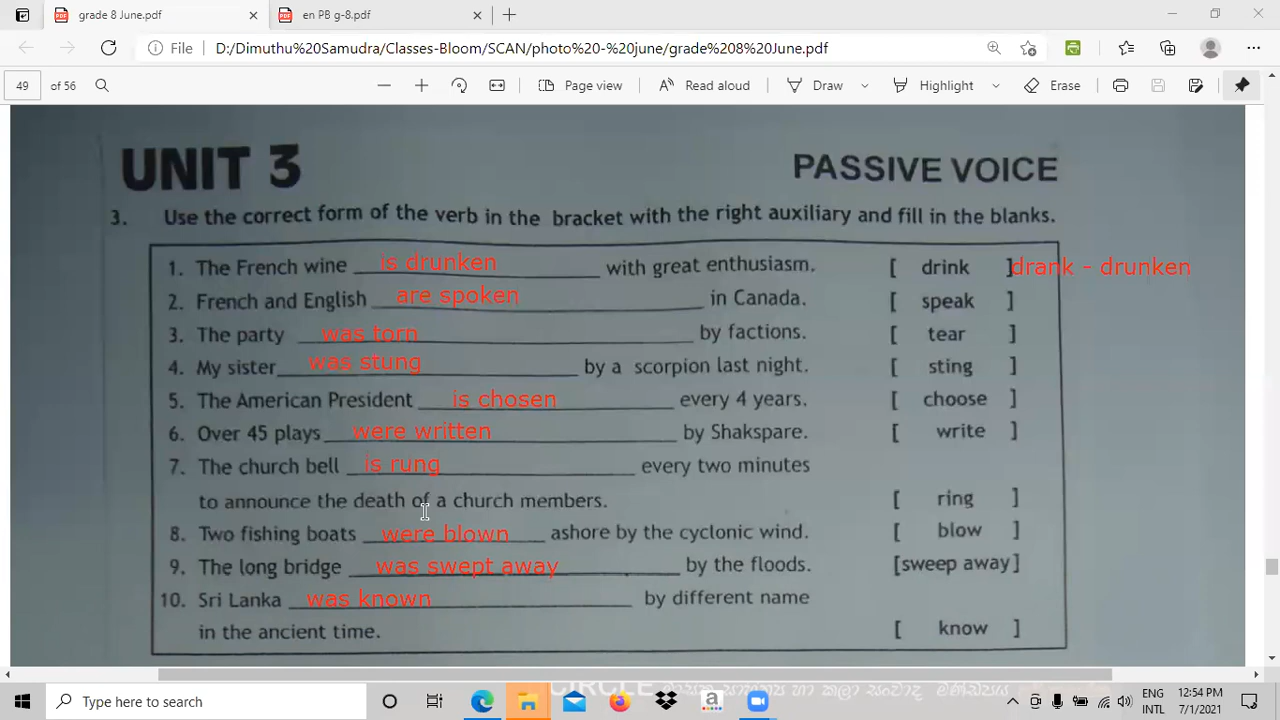 grade 8 June.pdf
en PB g-8.pdf
File D:/Dimuthu%20Samudra/Classes-Bloom/SCAN/photo%20-%20june/grade%208%20June.pdf
49 of 56 Page view Read aloud Draw Highlight Erase
UNIT 3 PASSIVE VOICE
3. Use the correct form of the verb in the bracket with the right auxiliary and fill in the blanks.
1. The French wine is drunken with great enthusiasm. [ drink ] drank - drunken
2. French and English are spoken in Canada. [ speak ]
3. The party was torn by factions. [ tear ]
4. My sister was stung by a scorpion last night. [ sting ]
5. The American President is chosen every 4 years. [ choose ]
6. Over 45 plays were written by Shakspare. [ write ]
7. The church bell is rung every two minutes
to announce the death of a church members. [ ring ]
8. Two fishing boats were blown ashore by the cyclonic wind. [ blow ]
9. The long bridge was swept away by the floods. [sweep away]
10. Sri Lanka was known by different name
in the ancient time. [ know ]
CIRCLE
Type here to search
a
ENG 12:54 PM
INTL 7/1/2021